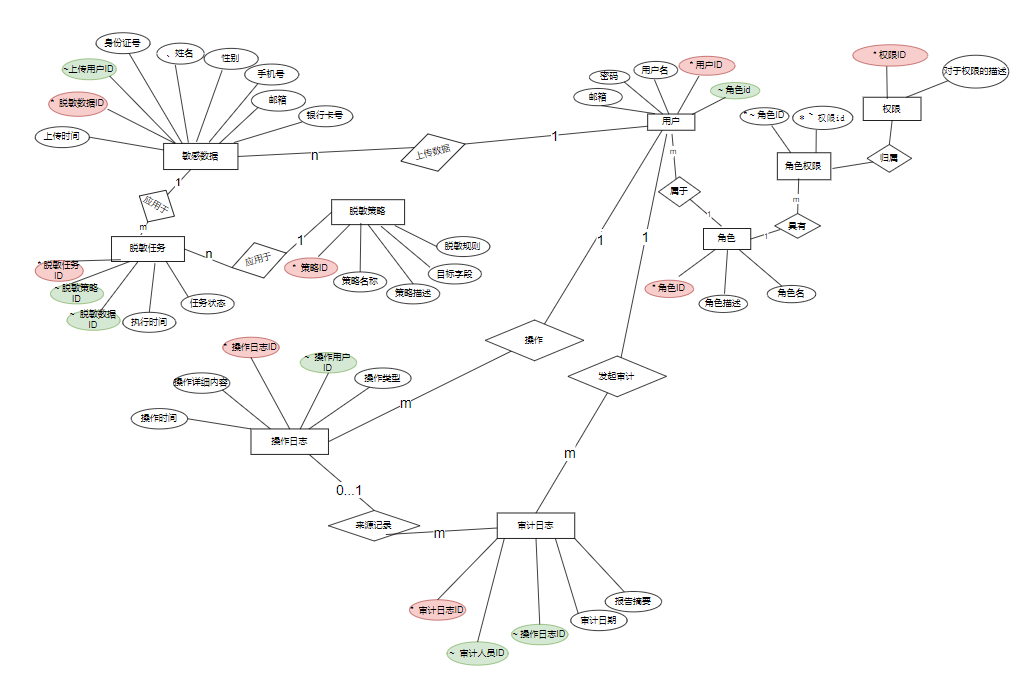 身份证号
、姓名
性别
~上传用户ID
手机号
* 脱敏数据ID
邮箱
银行卡号
上传时间
敏感数据
n
上传数据
1
密码
用户名
* 用户ID
~ 角色id
邮箱
用户
* 权限ID
对于权限的描述
权限
* ~ 角色ID
* ~ 权限id
角色权限
归属
m
m
属于
1
角色
1
具有
* 角色ID
角色描述
角色名
1
应用于
m
脱敏任务
n
应用于
1
脱敏策略
* 策略ID
策略名称
策略描述
目标字段
脱敏规则
* 脱敏任务
ID
~ 脱敏策略
ID
~ 脱敏数据
ID
执行时间
任务状态
1
1
操作
发起审计
* 操作日志ID
~ 操作用户
ID
操作详细内容
操作类型
操作时间
m
操作日志
m
0...1
来源记录
m
审计日志
* 审计日志ID
~ 审计人员ID
~ 操作日志ID
审计日期
报告摘要